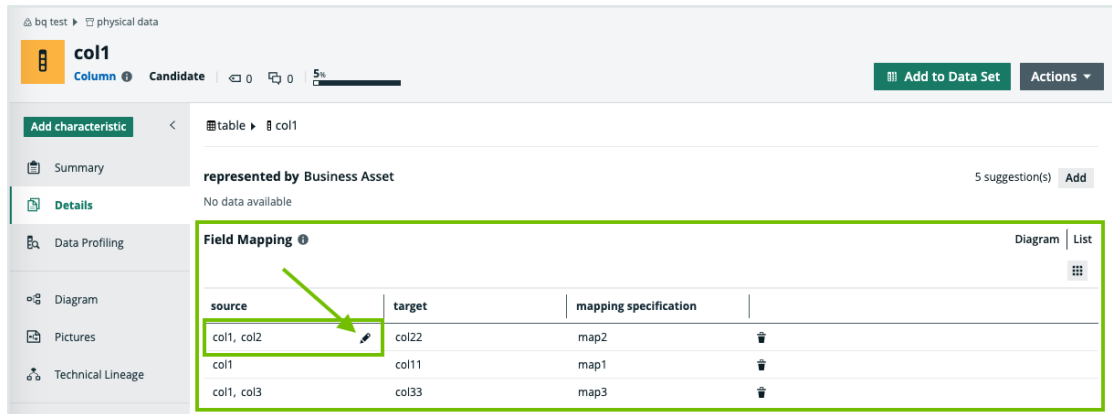 bq test physical data
col1
Column Candidate 0 0 5%
Add to Data Set Actions
Add characteristic
table col1
Summary
represented by Business Asset 5 suggestion(s) Add
No data available
Details
Field Mapping Diagram List
Data Profiling
source target mapping specification
Diagram
col1, col2 col22 map2
Pictures
col1 col11 map1
Technical Lineage
col1, col3 col33 map3